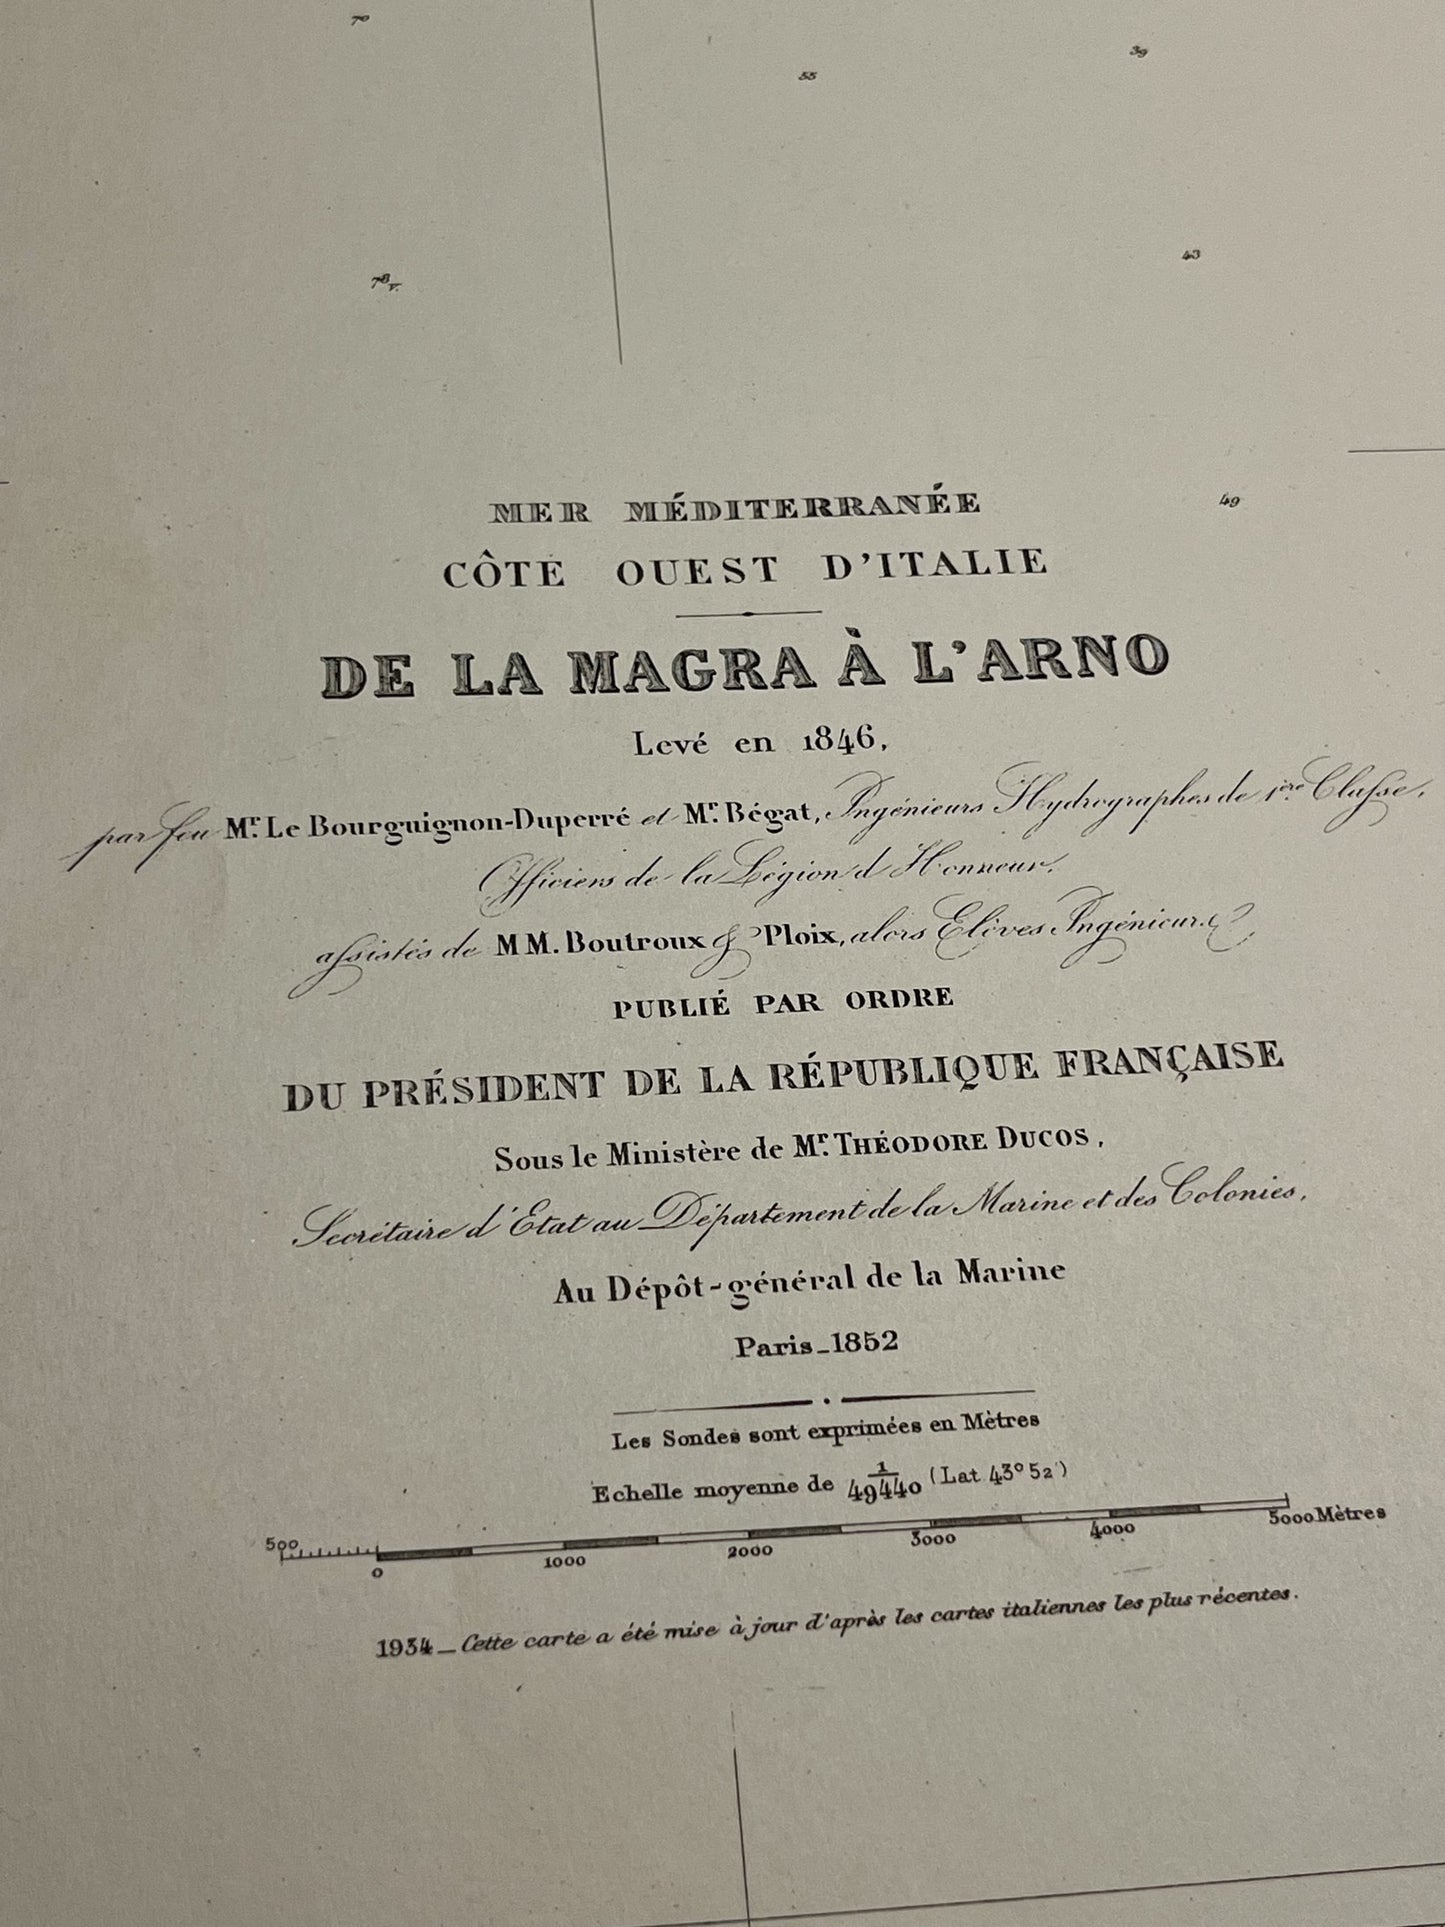 70
55
39
78 v.
43
MER MÉDITERRANÉE
49
CÔTE OUEST D'ITALIE
DE LA MAGRA À L'ARNO
Levé en 1846,
par feu Mr. Le Bourguignon-Duperré et Mr. Bégat, Ingénieurs Hydrographes de 1ère Classe,
Officiers de la Légion d'Honneur,
assistés de MM. Boutroux & Ploix, alors Elèves Ingénieurs
PUBLIÉ PAR ORDRE
DU PRÉSIDENT DE LA RÉPUBLIQUE FRANÇAISE
Sous le Ministère de Mr. THÉODORE DUCOS,
Secrétaire d'Etat au Département de la Marine et des Colonies,
Au Dépôt-général de la Marine
Paris_1852
Les Sondes sont exprimées en Mètres
Echelle moyenne de 1/49440 (Lat 43° 52')
500 0 1000 2000 3000 4000 5000 Mètres
1934_Cette carte a été mise à jour d'après les cartes italiennes les plus récentes.